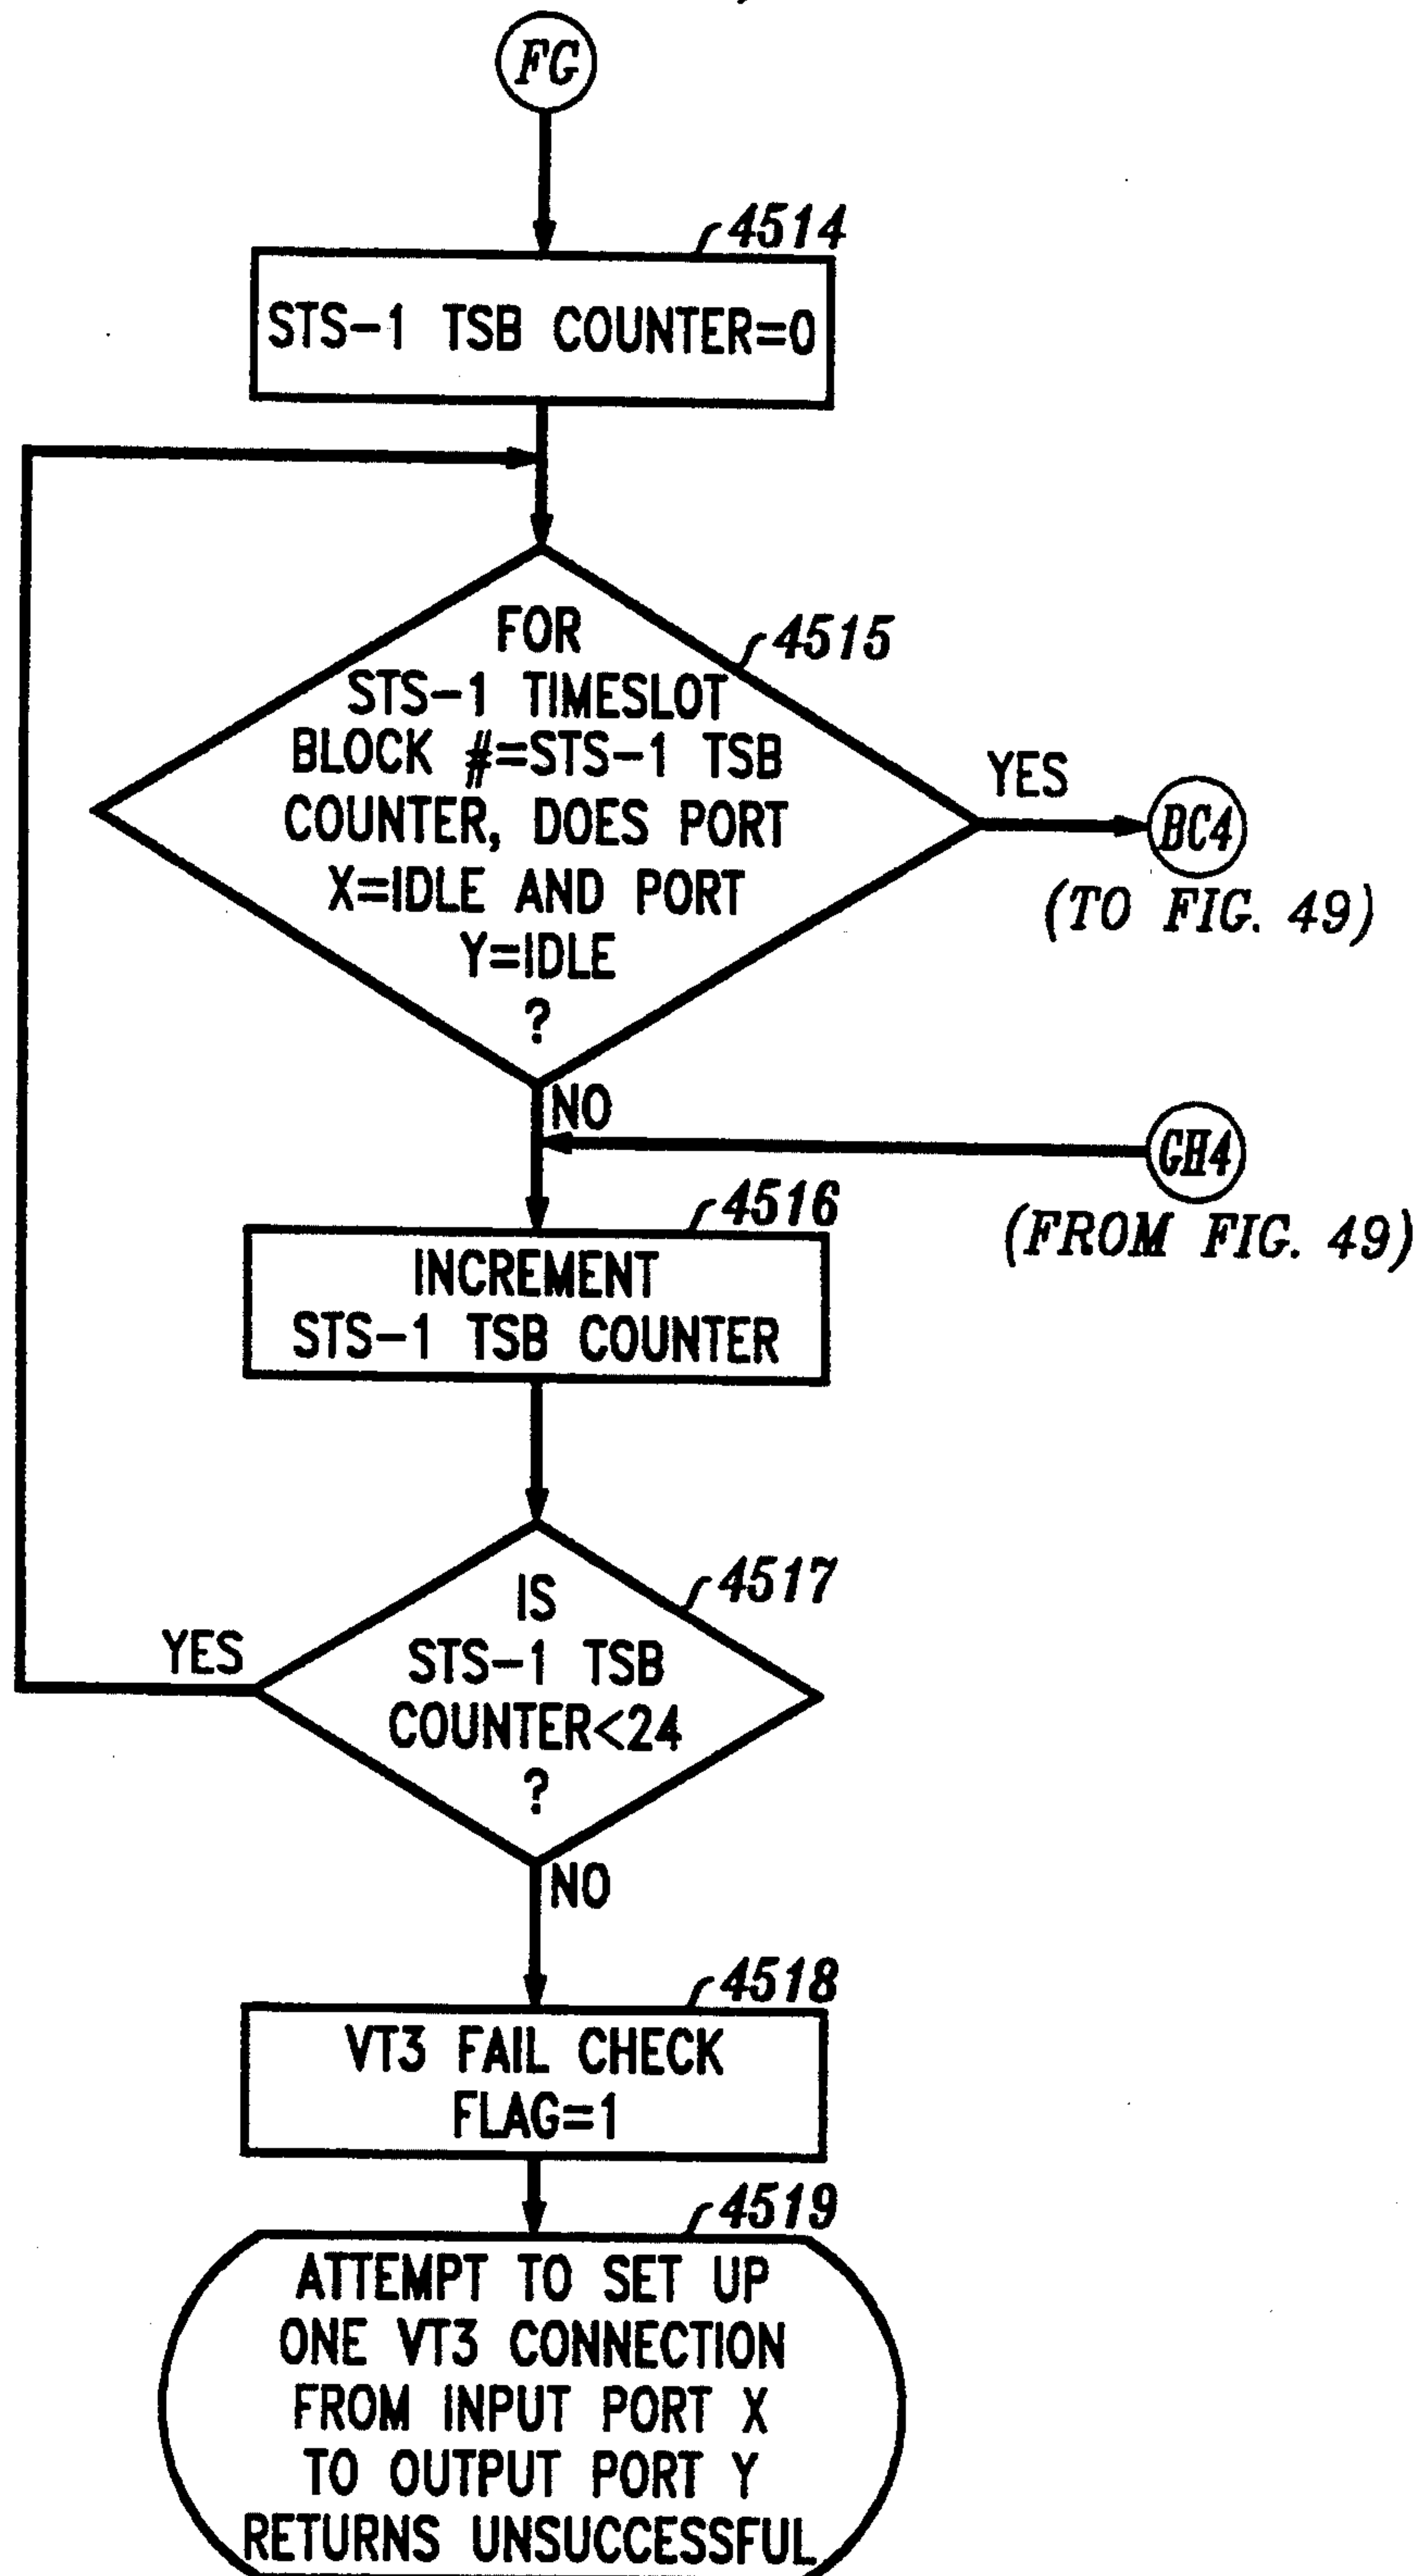 FG
4514
STS-1 TSB COUNTER=0
FOR
STS-1 TIMESLOT
BLOCK #=STS-1 TSB
COUNTER, DOES PORT
X=IDLE AND PORT
Y=IDLE
?
4515
YES
BC4
(TO FIG. 49)
NO
GH4
(FROM FIG. 49)
4516
INCREMENT
STS-1 TSB COUNTER
4517
IS
STS-1 TSB
COUNTER<24
?
YES
NO
4518
VT3 FAIL CHECK
FLAG=1
4519
ATTEMPT TO SET UP
ONE VT3 CONNECTION
FROM INPUT PORT X
TO OUTPUT PORT Y
RETURNS UNSUCCESSFUL